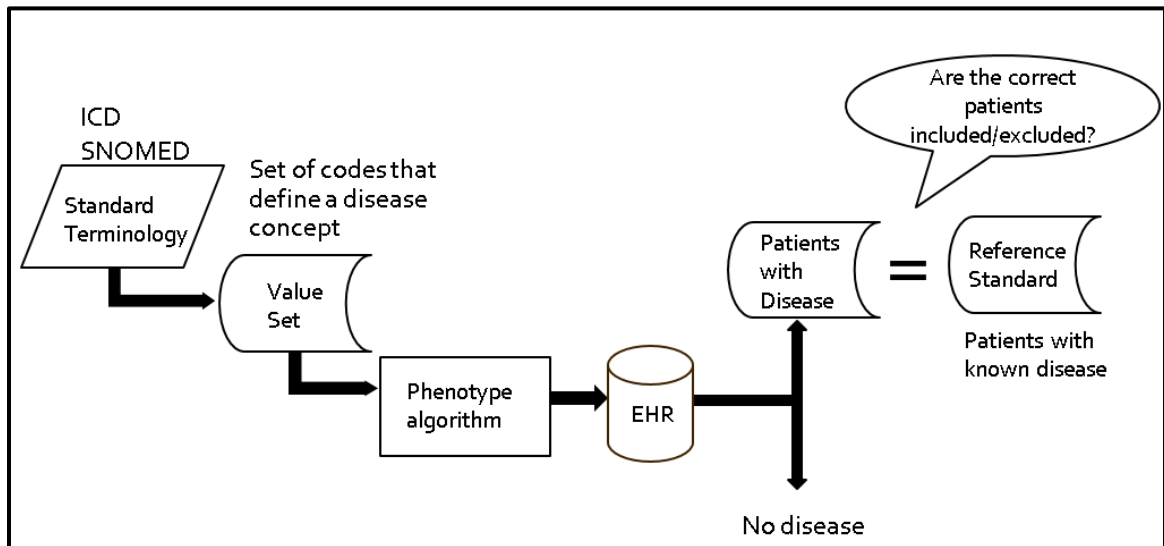 ICD
SNOMED
Standard
Terminology
Set of codes that
define a disease
concept
Value
Set
Phenotype
algorithm
EHR
Patients
with
Disease
=
Reference
Standard
Patients with
known disease
Are the correct
patients
included/excluded?
No disease